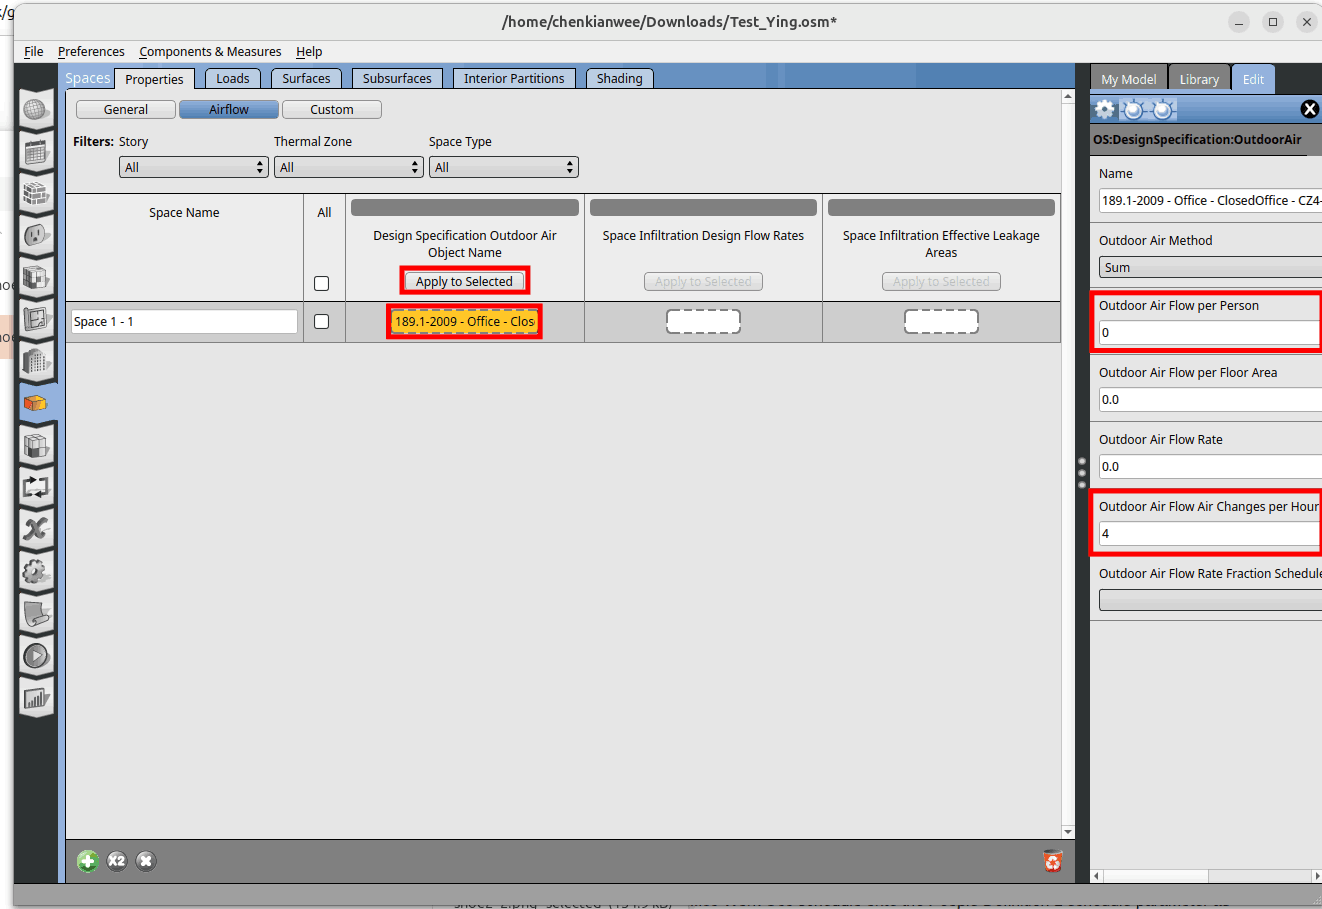 /home/chenkianwee/Downloads/Test_Ying.osm*
File Preferences Components & Measures Help
Spaces Properties Loads Surfaces Subsurfaces Interior Partitions Shading
General Airflow Custom
Filters: Story Thermal Zone Space Type
All All All
Space Name All
Design Specification Outdoor Air
Object Name
Apply to Selected
Space Infiltration Design Flow Rates
Apply to Selected
Space Infiltration Effective Leakage
Areas
Apply to Selected
Space 1 - 1 189.1-2009 - Office - Clos
X2
My Model Library Edit
OS:DesignSpecification:OutdoorAir
Name
189.1-2009 - Office - ClosedOffice - CZ4-
Outdoor Air Method
Sum
Outdoor Air Flow per Person
0
Outdoor Air Flow per Floor Area
0.0
Outdoor Air Flow Rate
0.0
Outdoor Air Flow Air Changes per Hour
4
Outdoor Air Flow Rate Fraction Schedule